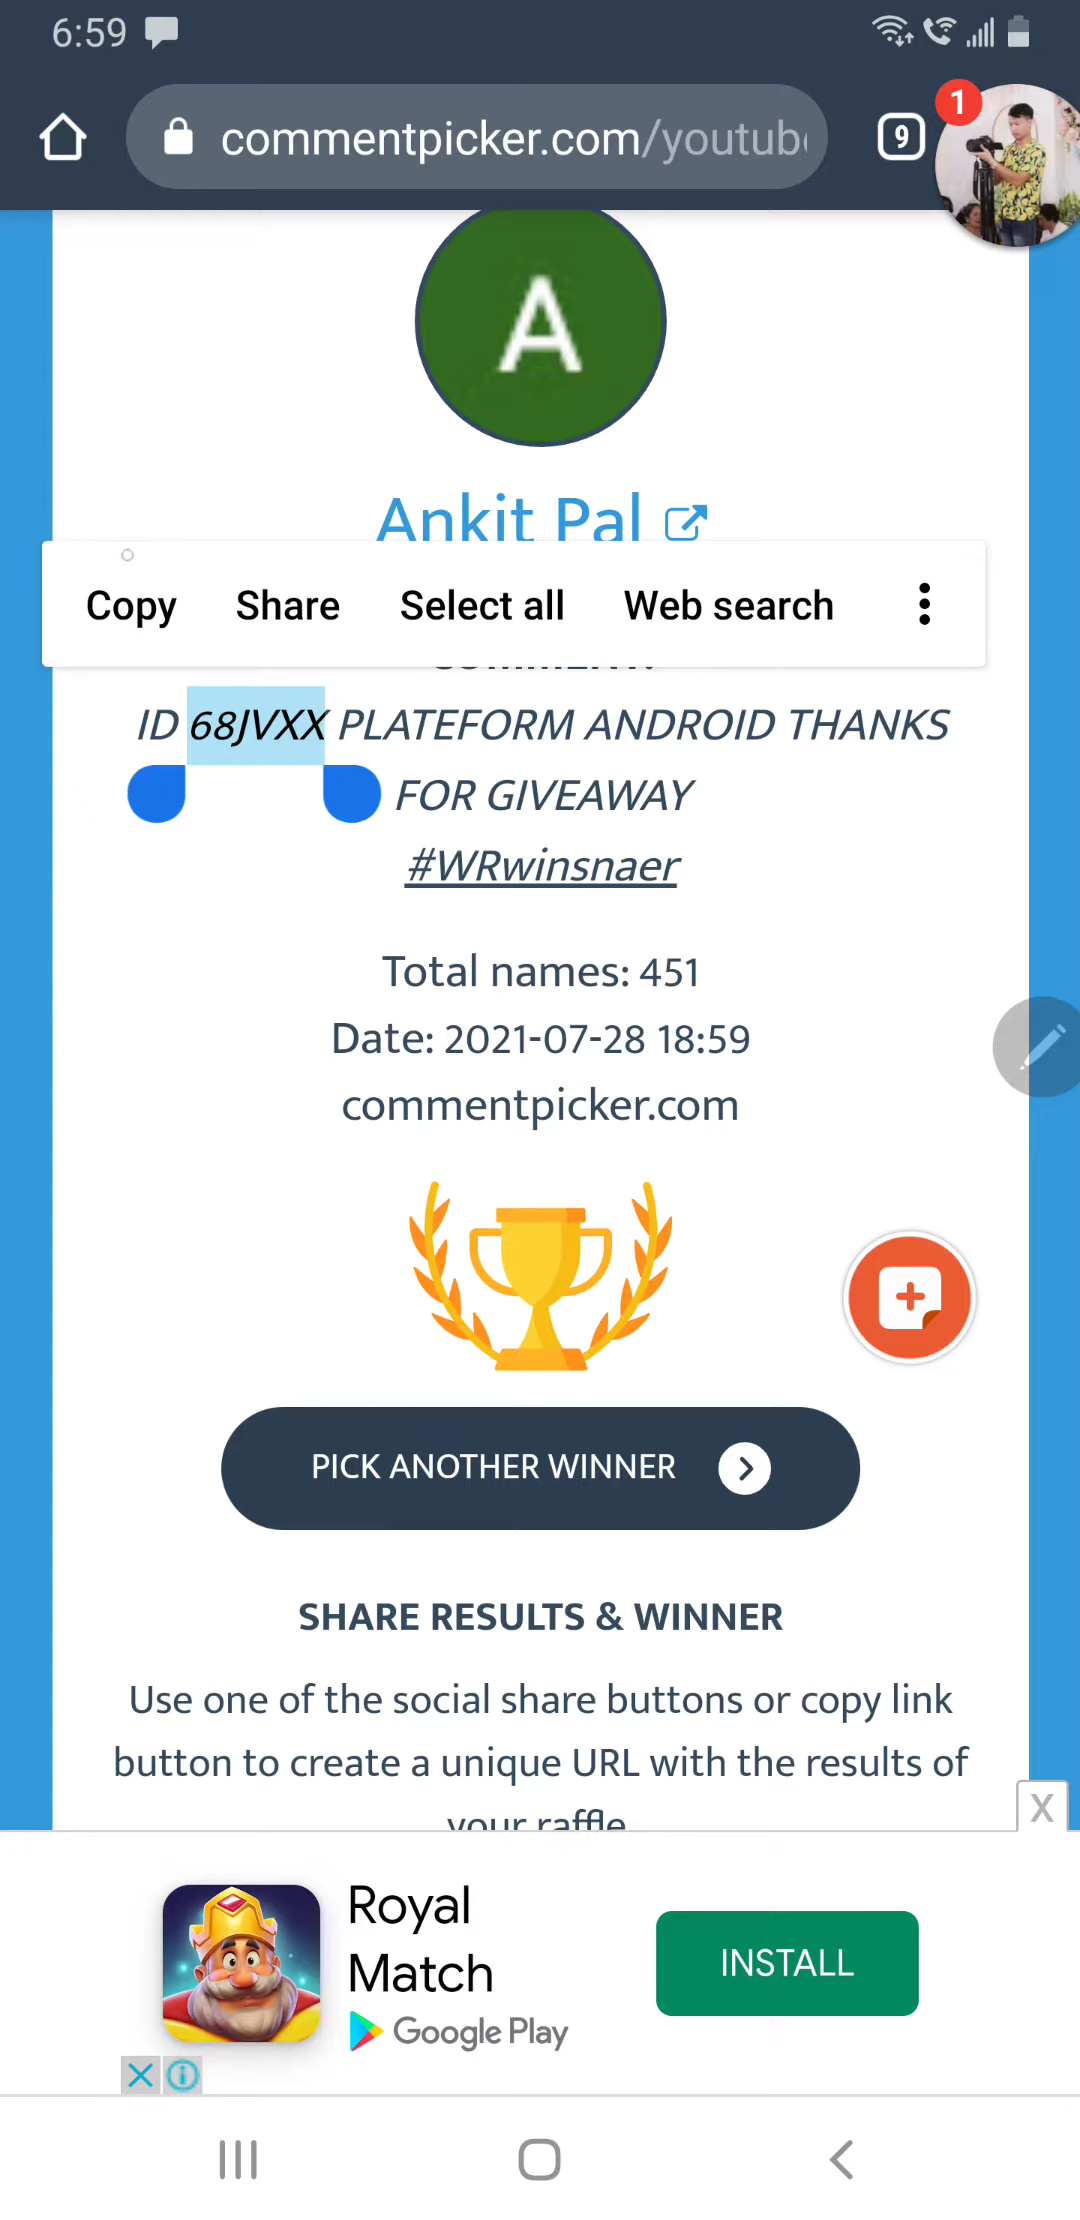 6:59
commentpicker.com/youtub
9
1
A
Ankit Pal
Copy Share Select all Web search
ID 68JVXX PLATEFORM ANDROID THANKS
FOR GIVEAWAY
#WRwinsnaer
Total names: 451
Date: 2021-07-28 18:59
commentpicker.com
PICK ANOTHER WINNER
SHARE RESULTS & WINNER
Use one of the social share buttons or copy link
button to create a unique URL with the results of
your raffle
X
Royal
Match
Google Play
INSTALL